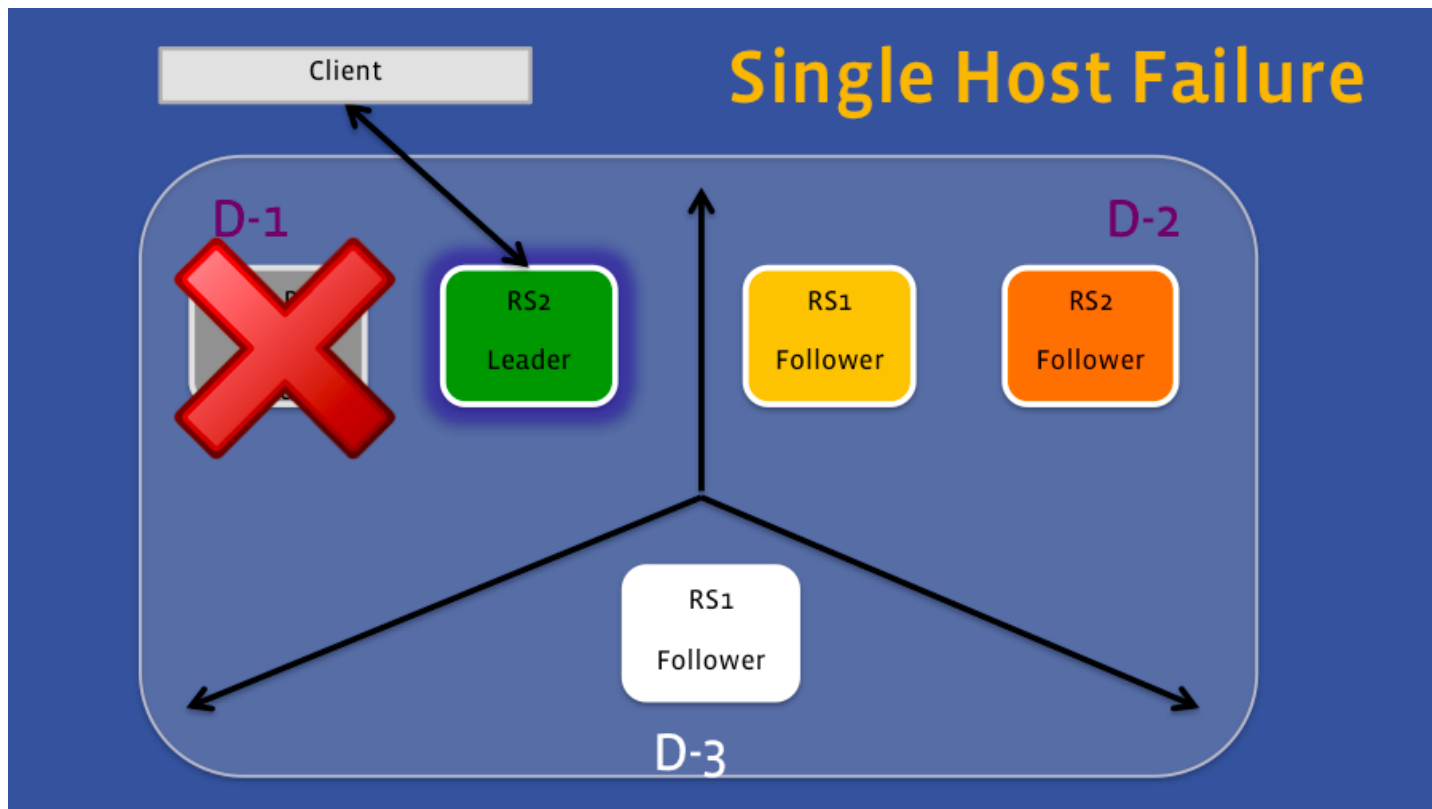 Client
Single Host Failure
D-1
D-2
RS2
Leader
RS1
Follower
RS2
Follower
RS1
Follower
D-3